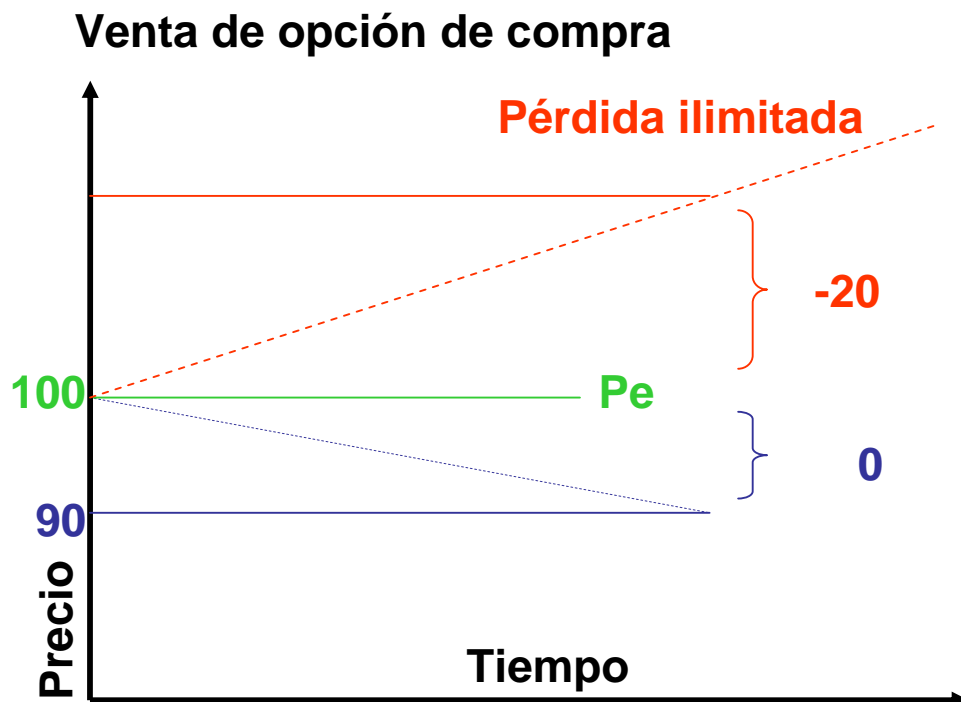 Venta de opción de compra
Pérdida ilimitada
-20
100
Pe
0
90
Precio
Tiempo